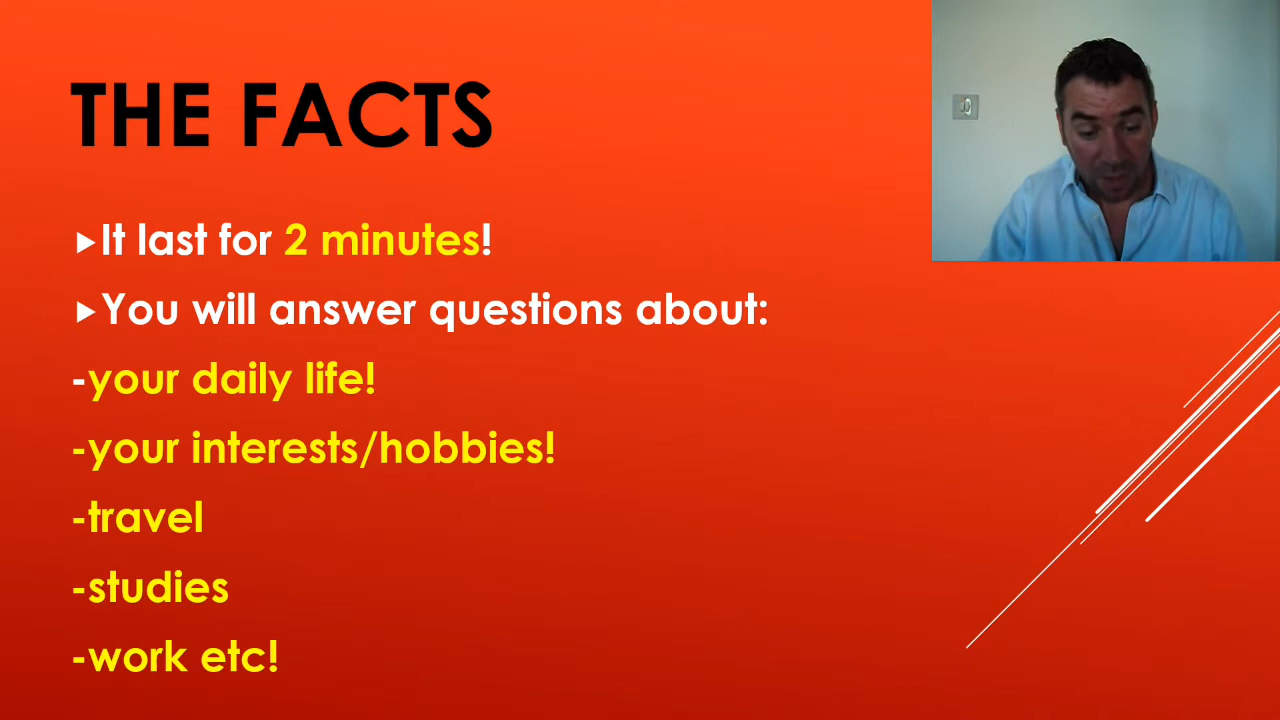 THE FACTS
It last for 2 minutes!
You will answer questions about:
-your daily life!
-your interests/hobbies!
-travel
-studies
-work etc!